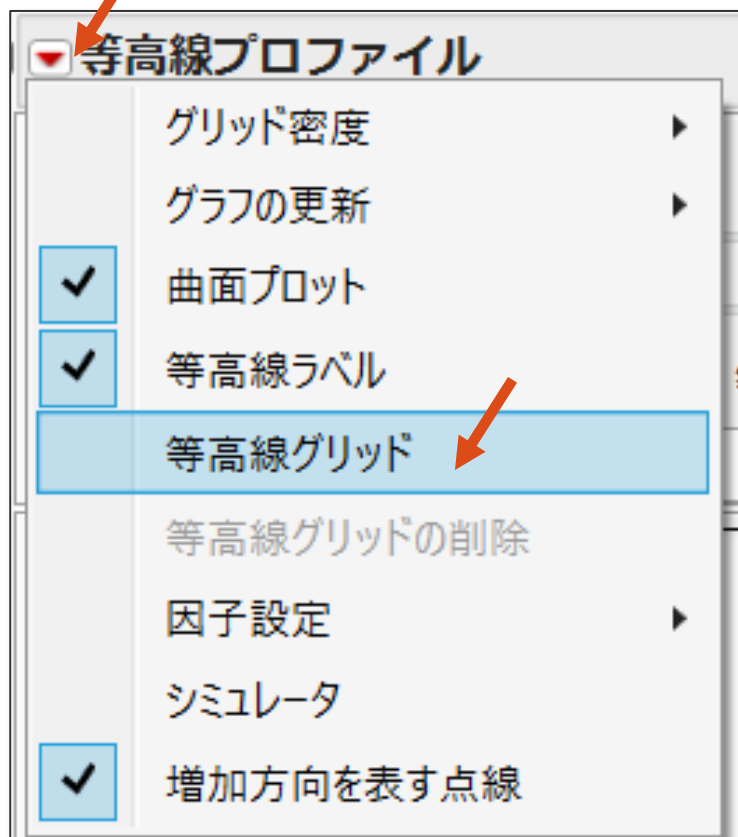 等高線プロファイル
グリッド密度
グラフの更新
曲面プロット
等高線ラベル
等高線グリッド
等高線グリッドの削除
因子設定
シミュレータ
増加方向を表す点線